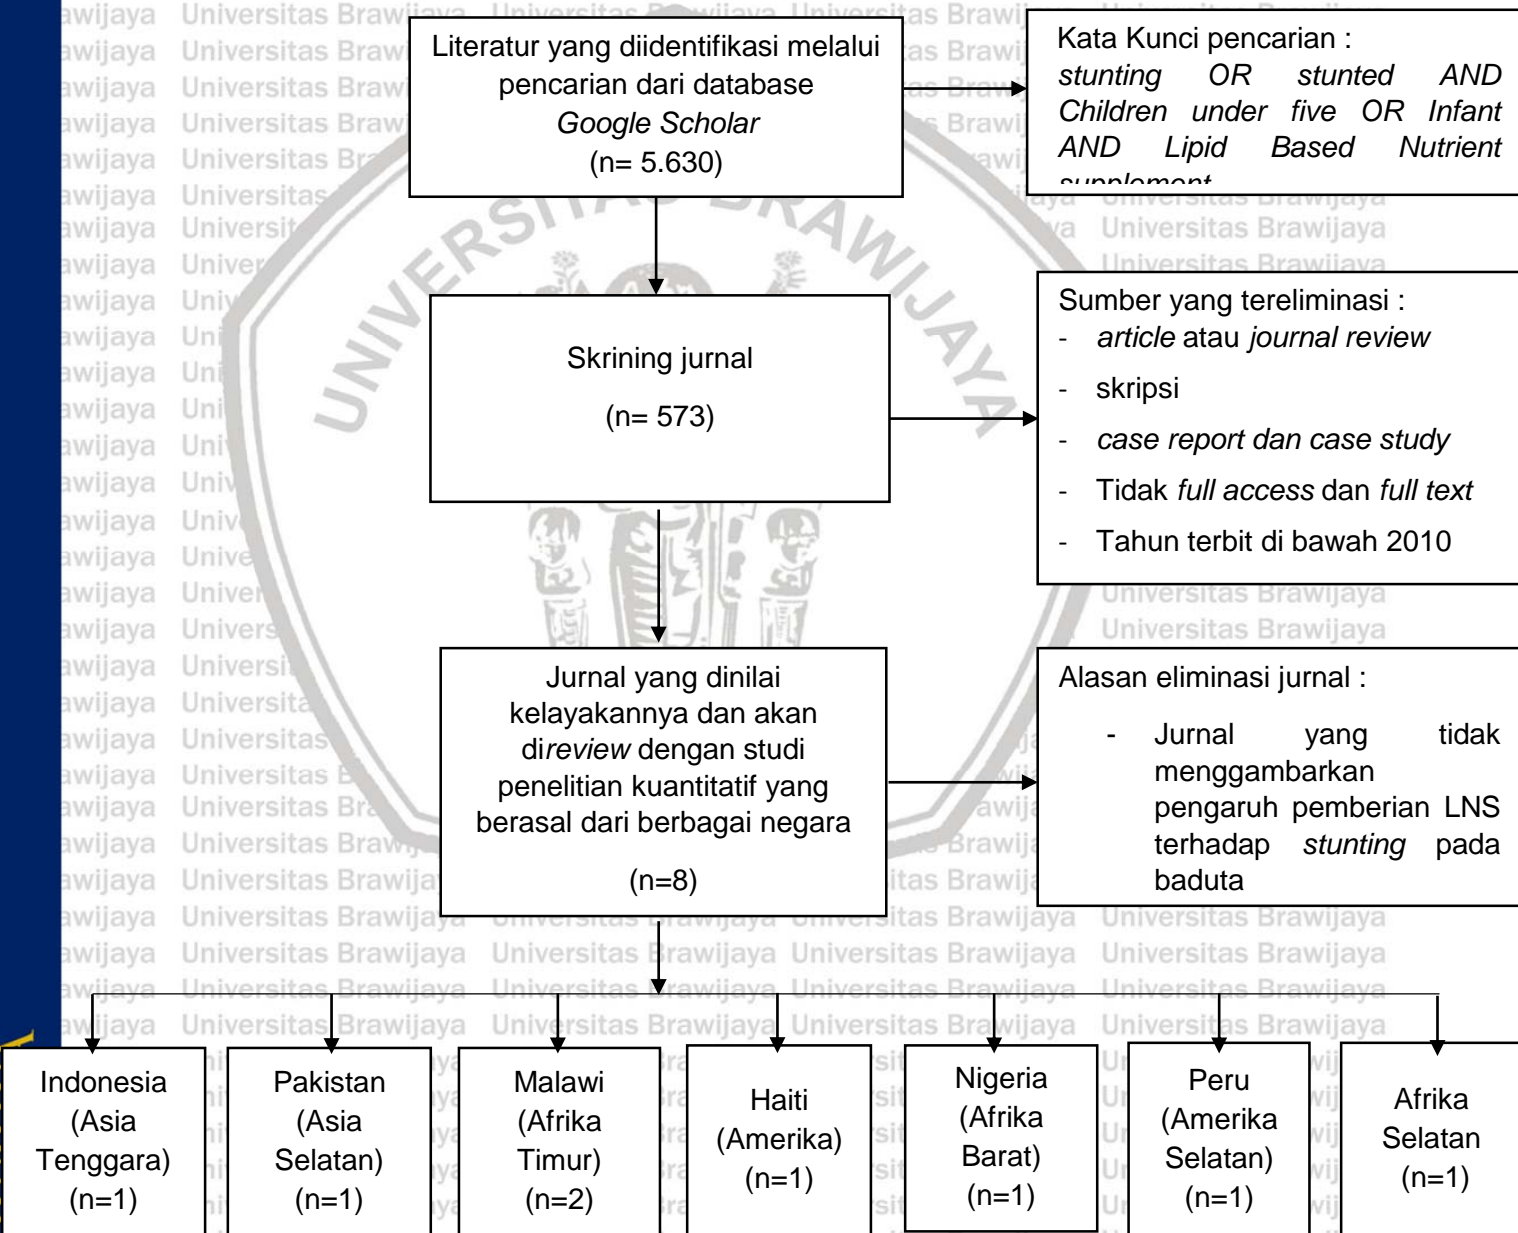 Literatur yang diidentifikasi melalui
pencarian dari database
Google Scholar
(n= 5.630)
Kata Kunci pencarian :
stunting OR stunted AND
Children under five OR Infant
AND Lipid Based Nutrient
supplement
Skrining jurnal
(n= 573)
Sumber yang tereliminasi :
- article atau journal review
- skripsi
- case report dan case study
- Tidak full access dan full text
- Tahun terbit di bawah 2010
Jurnal yang dinilai
kelayakannya dan akan
direview dengan studi
penelitian kuantitatif yang
berasal dari berbagai negara
(n=8)
Alasan eliminasi jurnal :
- Jurnal yang tidak
menggambarkan
pengaruh pemberian LNS
terhadap stunting pada
baduta
Indonesia
(Asia
Tenggara)
(n=1)
Pakistan
(Asia
Selatan)
(n=1)
Malawi
(Afrika
Timur)
(n=2)
Haiti
(Amerika)
(n=1)
Nigeria
(Afrika
Barat)
(n=1)
Peru
(Amerika
Selatan)
(n=1)
Afrika
Selatan
(n=1)
UNIVERSITAS BRAWIJAYA